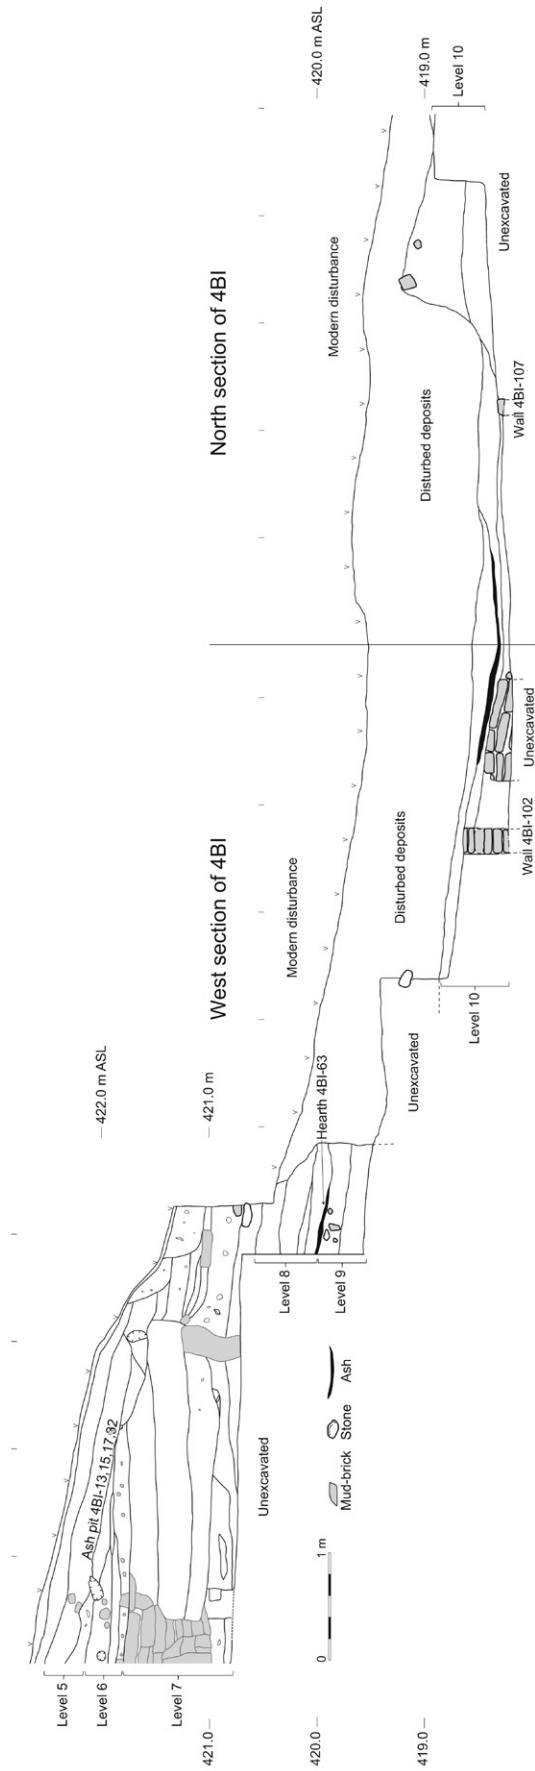 West section of 4BI
North section of 4BI
422.0 m ASL
421.0 m
420.0 m ASL
419.0 m
421.0
420.0
419.0
Level 5
Level 6
Level 7
Ash pit 4BI-13,15,17,32
Unexcavated
Level 8
Level 9
Hearth 4BI-63
Modern disturbance
Disturbed deposits
Unexcavated
Level 10
Wall 4BI-102
Unexcavated
Modern disturbance
Disturbed deposits
Wall 4BI-107
Unexcavated
Level 10
0 1 m
Mud-brick Stone Ash